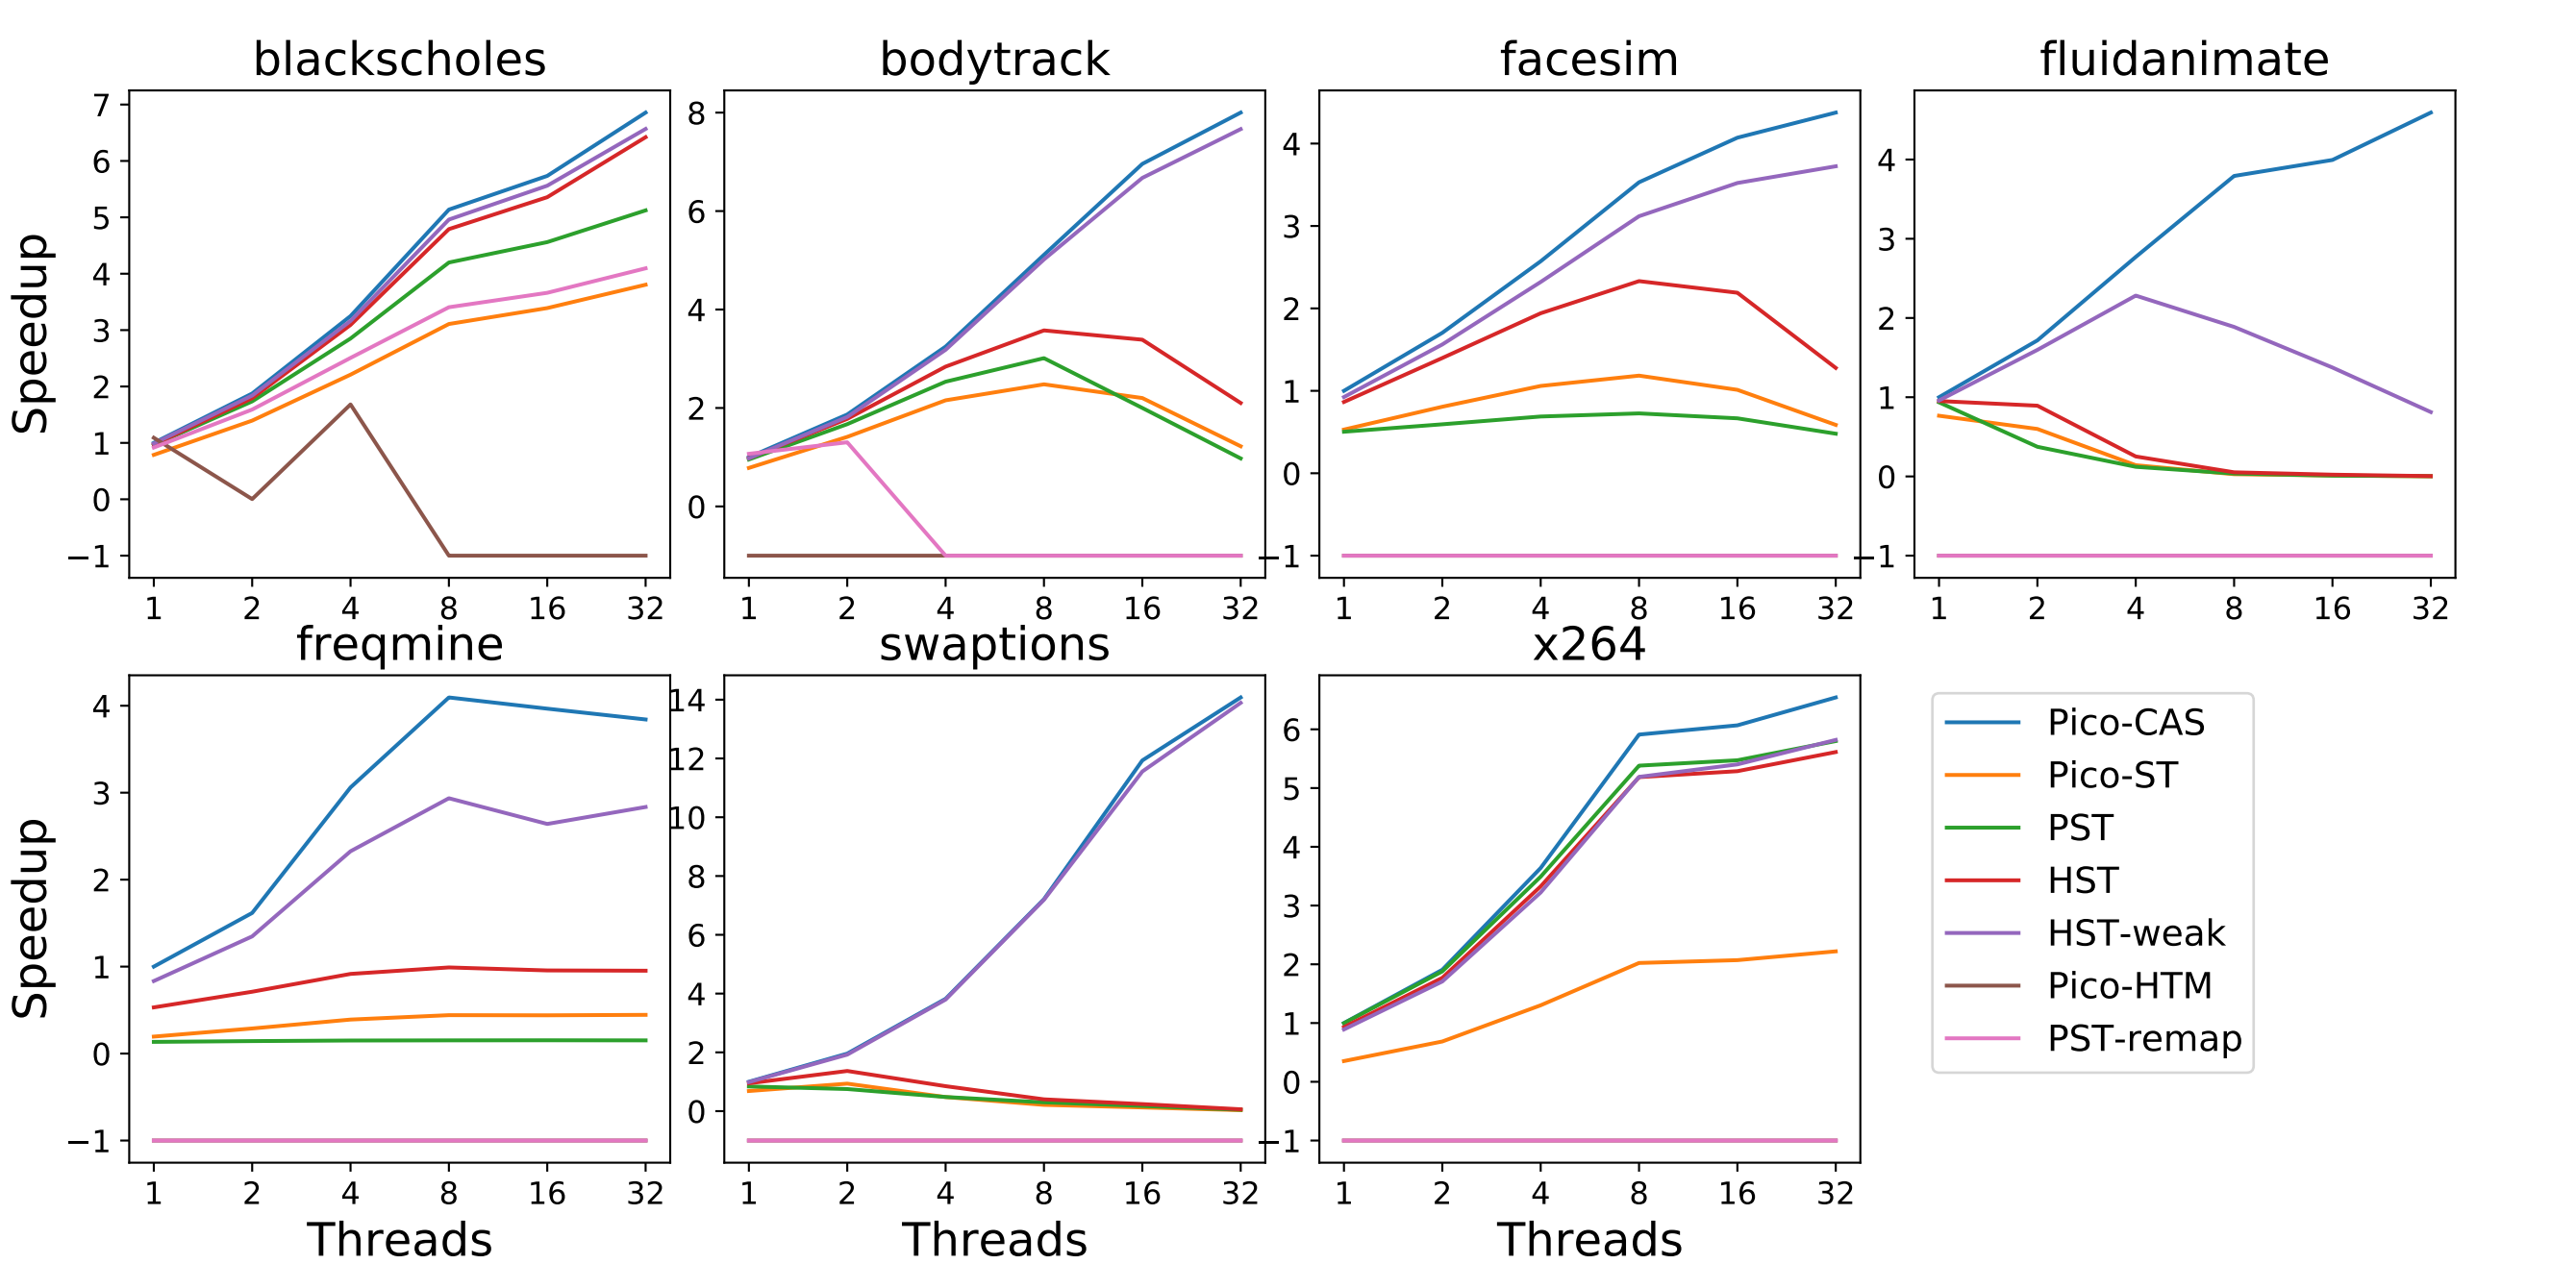 blackscholes
bodytrack
facesim
fluidanimate
Speedup
7
6
5
4
3
2
1
0
−1
1 2 4 8 16 32
8
6
4
2
0
1 2 4 8 16 32
4
3
2
1
0
−1
1 2 4 8 16 32
4
3
2
1
0
−1
1 2 4 8 16 32
freqmine
swaptions
x264
Speedup
4
3
2
1
0
−1
1 2 4 8 16 32
Threads
14
12
10
8
6
4
2
0
1 2 4 8 16 32
Threads
6
5
4
3
2
1
0
−1
1 2 4 8 16 32
Threads
Pico-CAS
Pico-ST
PST
HST
HST-weak
Pico-HTM
PST-remap